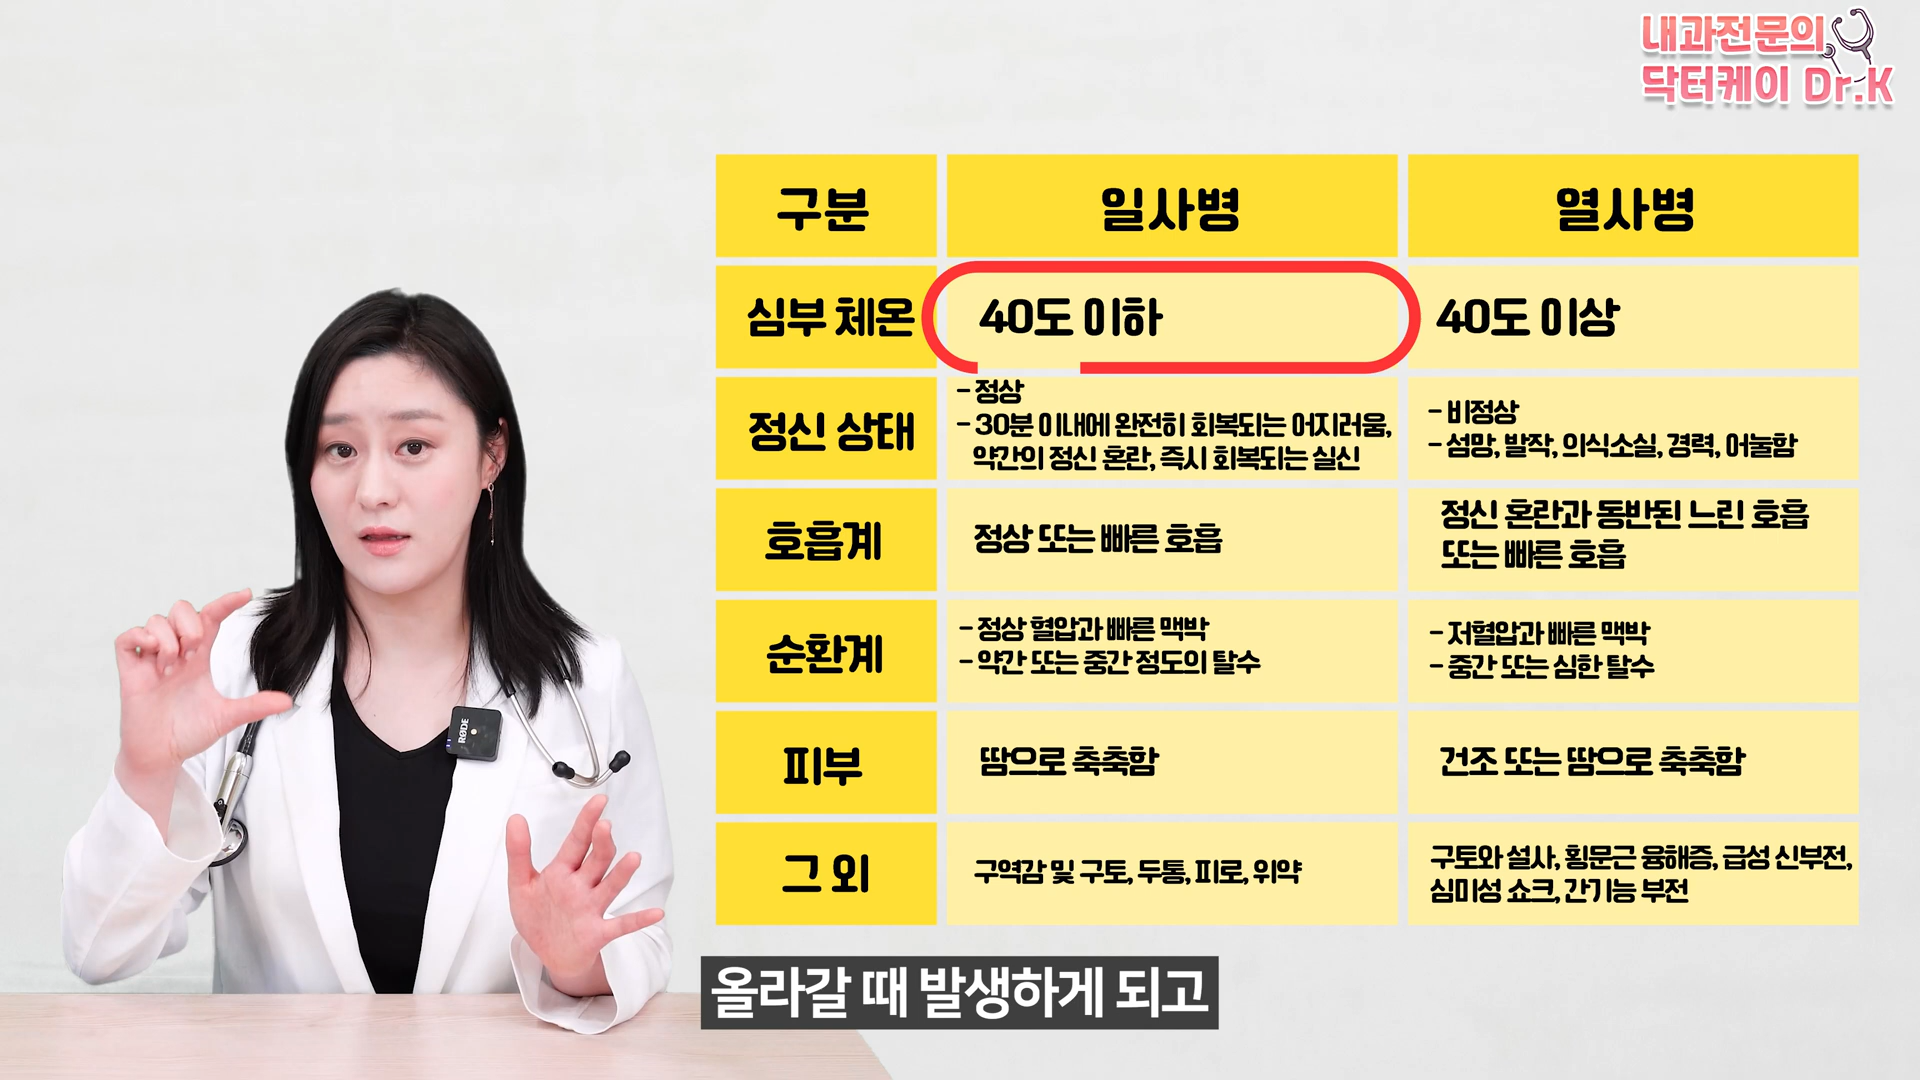 내과전문의
닥터케이 Dr.K
구분
일사병
열사병
심부 체온
40도 이하
40도 이상
정신 상태
- 정상
- 30분 이내에 완전히 회복되는 어지러움,
약간의 정신 혼란, 즉시 회복되는 실신
- 비정상
- 섬망, 발작, 의식소실, 경력, 어눌함
호흡계
정상 또는 빠른 호흡
정신 혼란과 동반된 느린 호흡
또는 빠른 호흡
순환계
- 정상 혈압과 빠른 맥박
- 약간 또는 중간 정도의 탈수
- 저혈압과 빠른 맥박
- 중간 또는 심한 탈수
피부
땀으로 축축함
건조 또는 땀으로 축축함
그 외
구역감 및 구토, 두통, 피로, 위약
구토와 설사, 횡문근 융해증, 급성 신부전,
심미성 쇼크, 간기능 부전
RØDE
올라갈 때 발생하게 되고